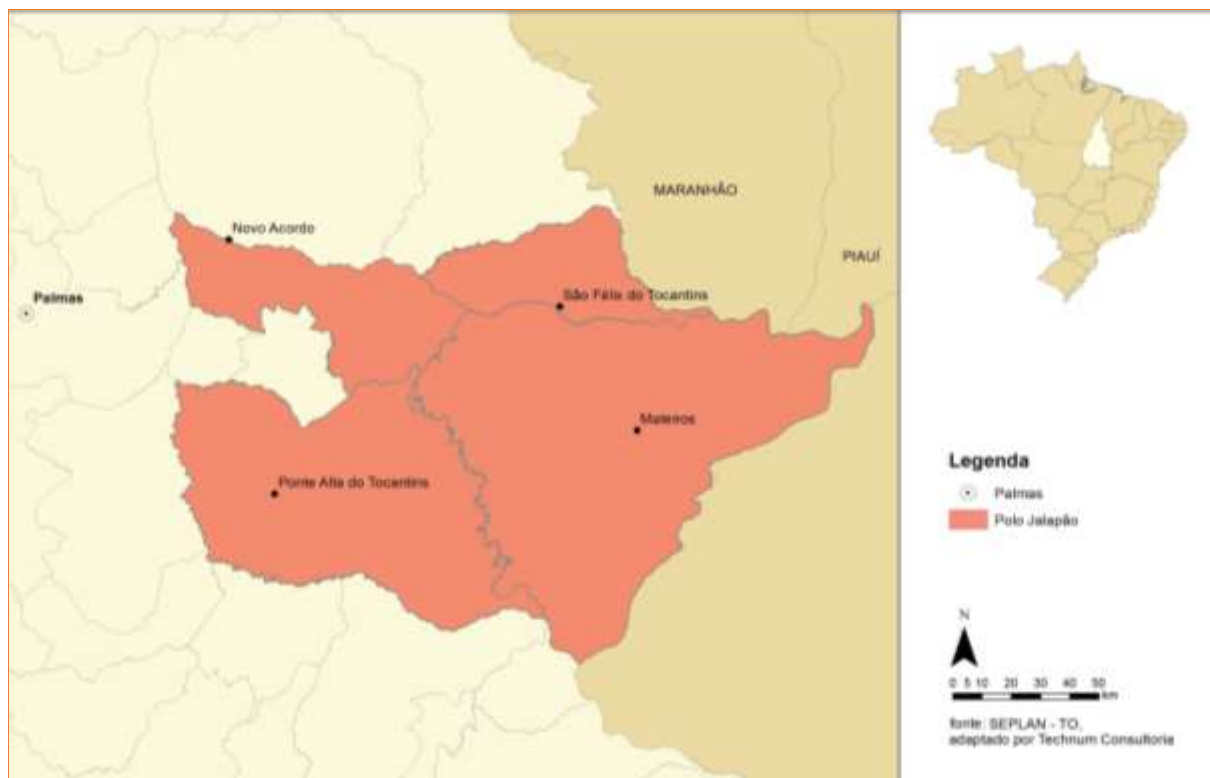 MARANHÃO
Novo Acordo
PIAUÍ
Palmas
São Félix do Tocantins
Mateiros
Ponte Alta do Tocantins
Legenda
Palmas
Polo Jalapão
N
0 5 10 20 30 40 50
km
fonte: SEPLAN - TO,
adaptado por Technum Consultoria